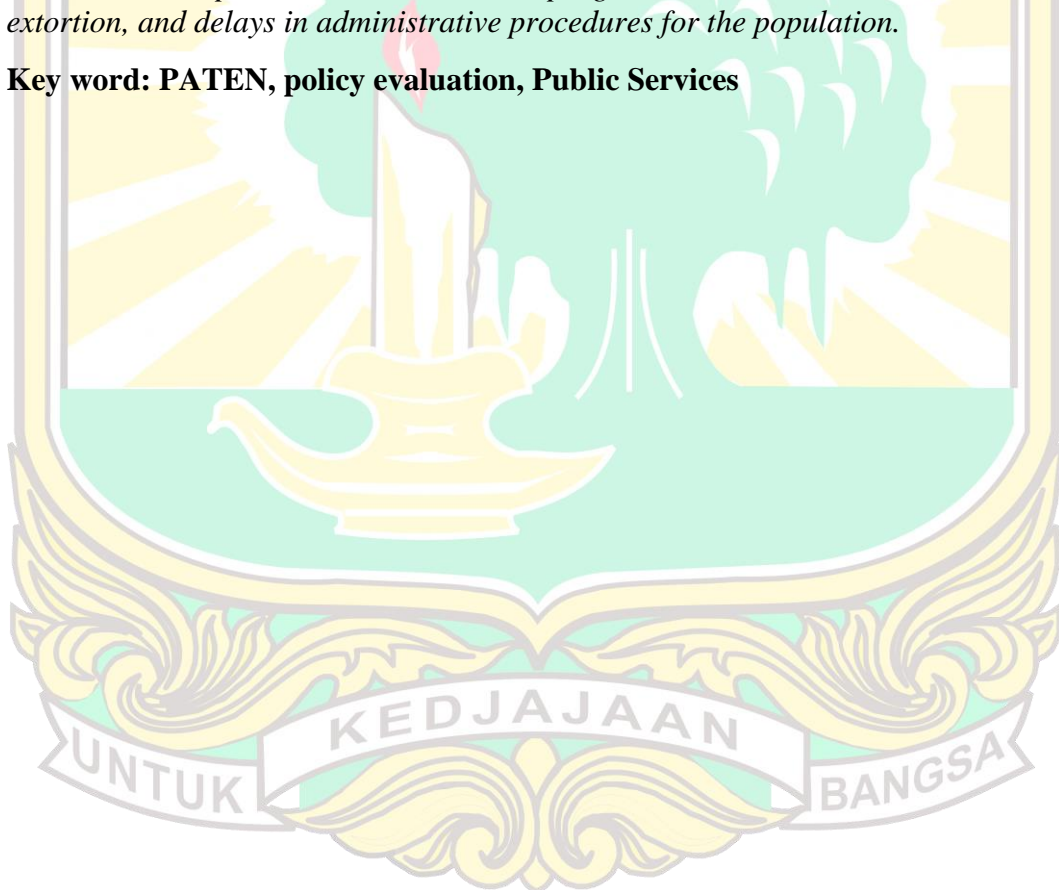 extortion, and delays in administrative procedures for the population.
Key word: PATEN, policy evaluation, Public Services
UNTUK KEDJAJAAN BANGSA